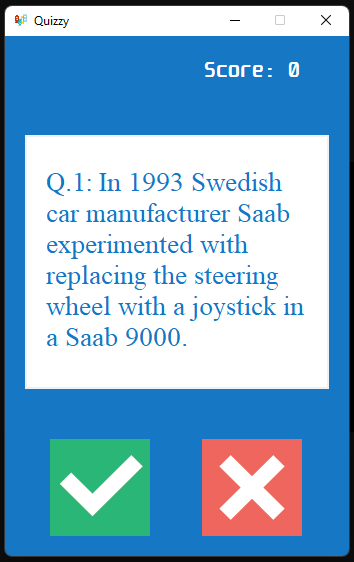 Quizzy
Score: 0
Q.1: In 1993 Swedish
car manufacturer Saab
experimented with
replacing the steering
wheel with a joystick in
a Saab 9000.